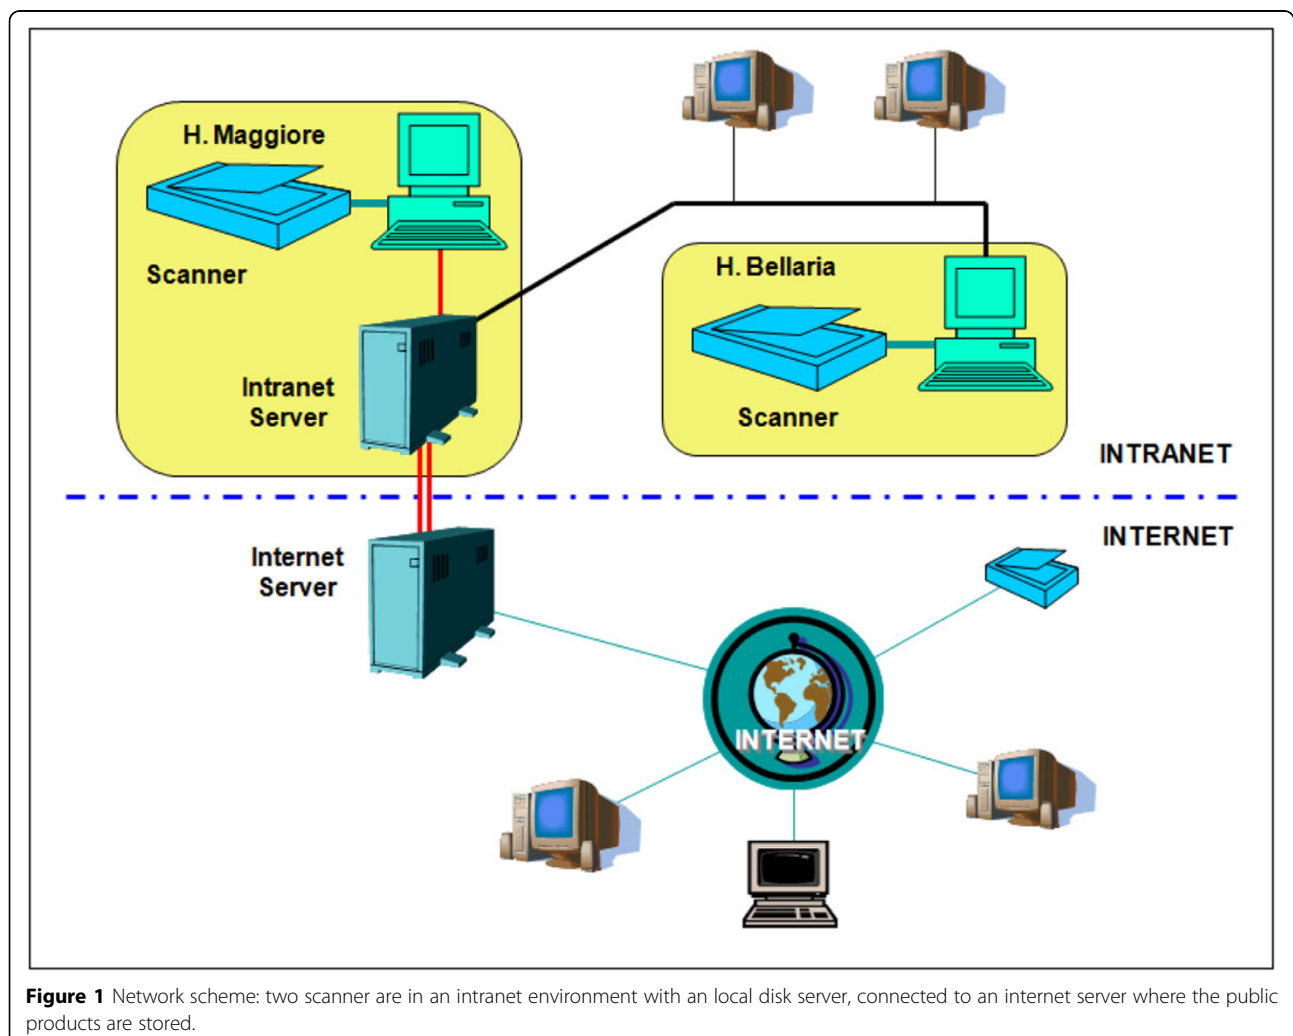 H. Maggiore
Scanner
H. Bellaria
Scanner
Intranet
Server
INTRANET
INTERNET
Internet
Server
INTERNET
Figure 1 Network scheme: two scanner are in an intranet environment with an local disk server, connected to an internet server where the public
products are stored.